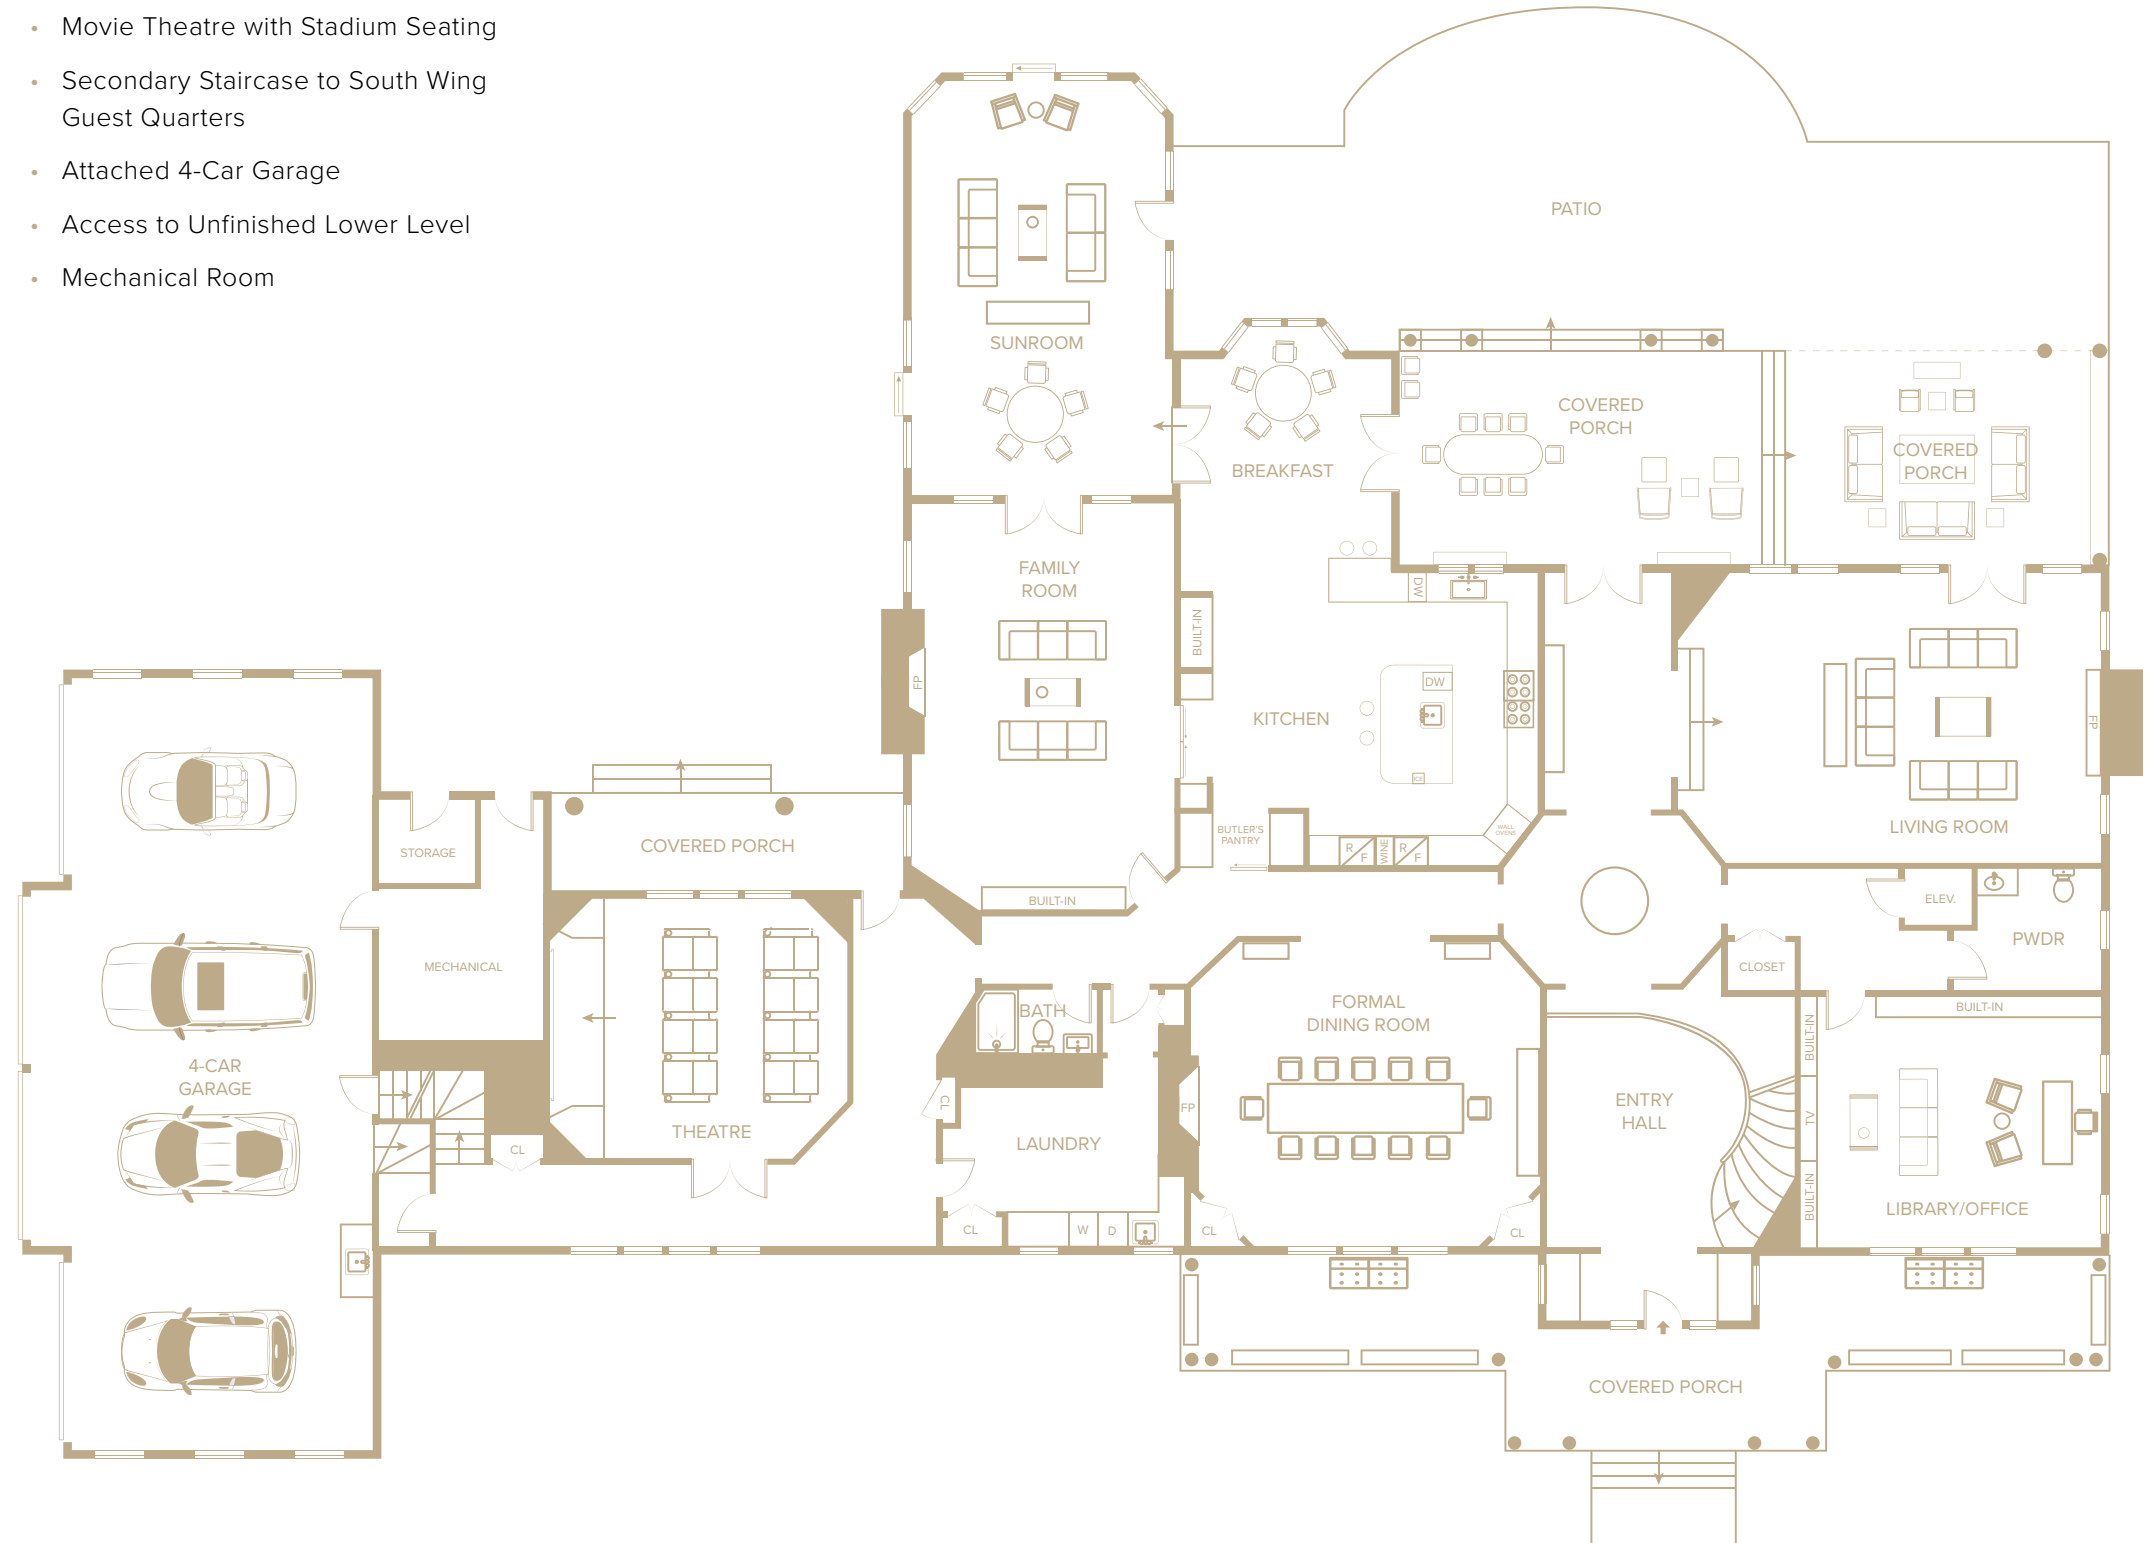 • Movie Theatre with Stadium Seating
• Secondary Staircase to South Wing
Guest Quarters
• Attached 4-Car Garage
• Access to Unfinished Lower Level
• Mechanical Room
PATIO
SUNROOM
COVERED
PORCH
COVERED
PORCH
BREAKFAST
FAMILY
ROOM
DW
BUILT-IN
FP
DW
KITCHEN
FP
ICE
LIVING ROOM
WALL
OVENS
BUTLER'S
PANTRY
COVERED PORCH
STORAGE
R
F
WINE
R
F
BUILT-IN
ELEV.
PWDR
MECHANICAL
CLOSET
FORMAL
DINING ROOM
BATH
BUILT-IN
BUILT-IN
4-CAR
GARAGE
CL
FP
ENTRY
HALL
TV
THEATRE
LAUNDRY
CL
BUILT-IN
LIBRARY/OFFICE
CL
W
D
CL
CL
COVERED PORCH